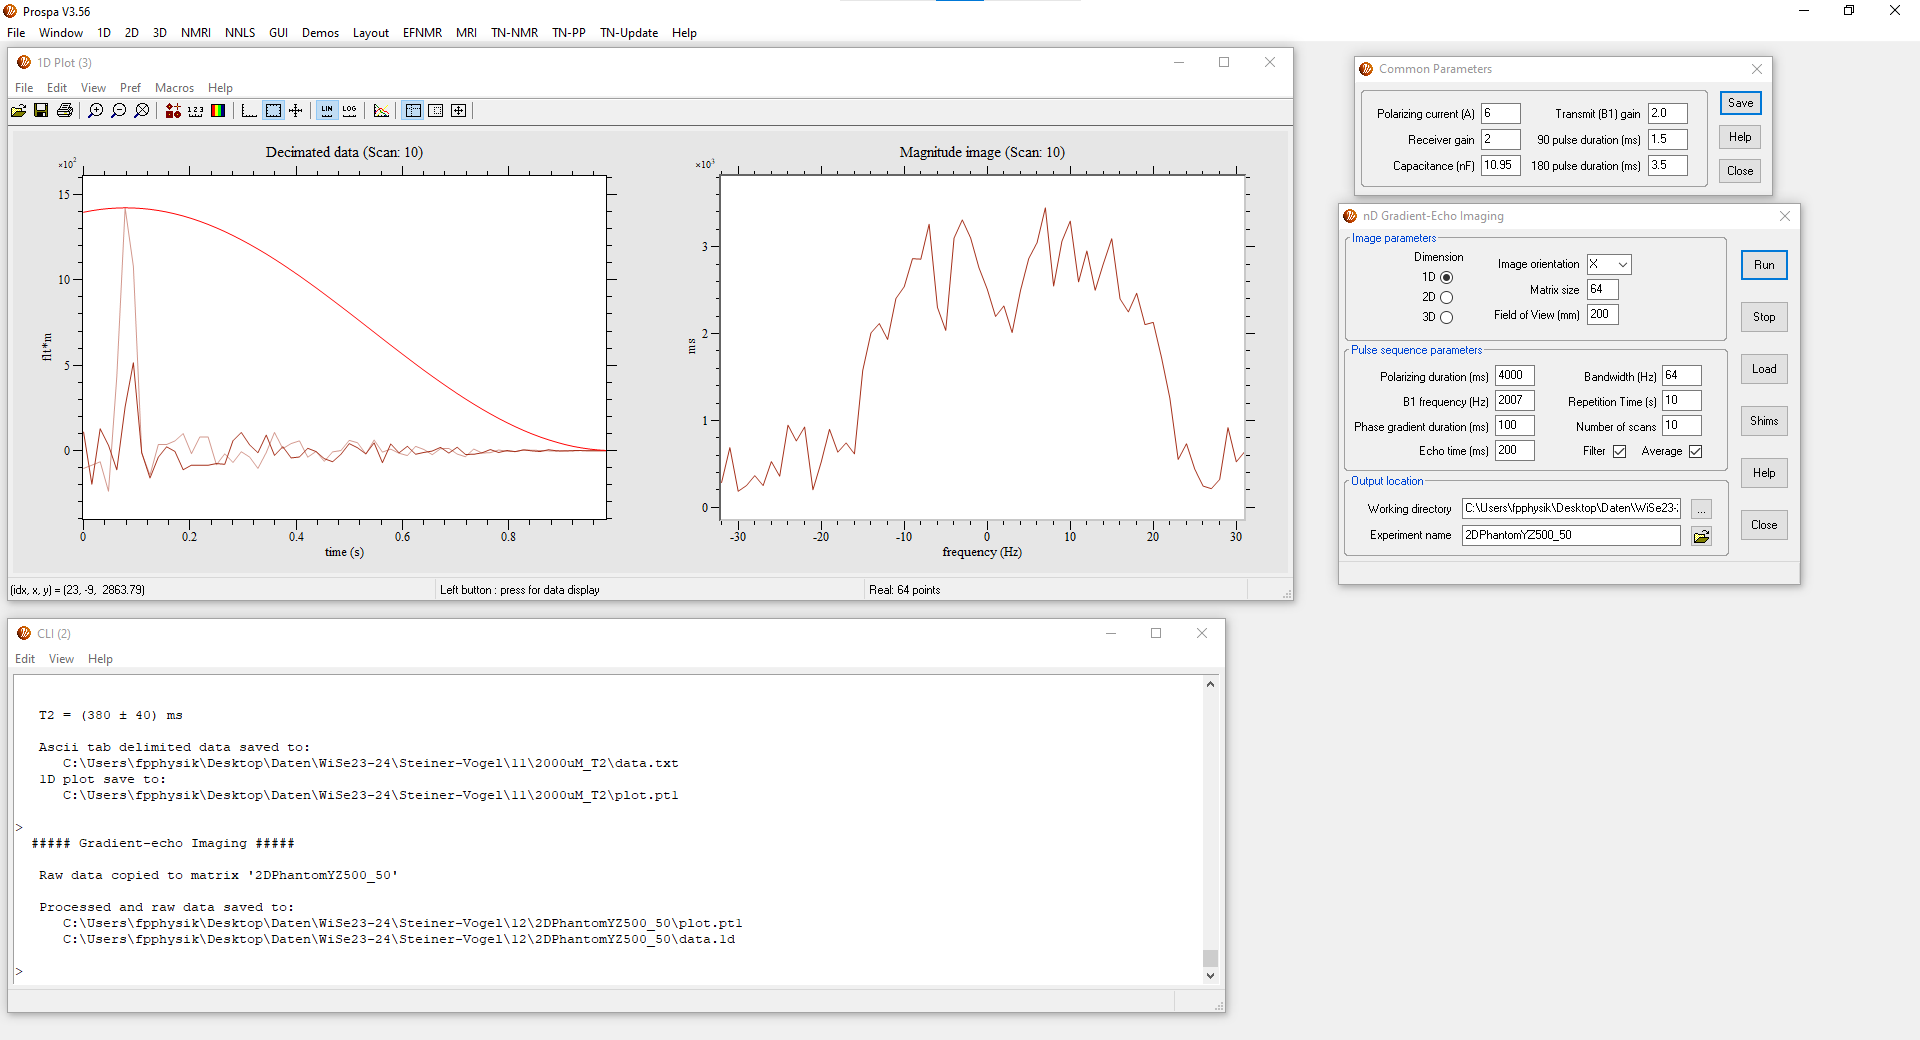 Prospa V3.56
File Window 1D 2D 3D NMRI NNLS GUI Demos Layout EFNMR MRI TN-NMR TN-PP TN-Update Help
1D Plot (3)
File Edit View Pref Macros Help
1 2 3 LIN LOG
Decimated data (Scan: 10)
×10²
15
10
5
0
flt*m
0 0.2 0.4 0.6 0.8
time (s)
Magnitude image (Scan: 10)
×10³
3
2
1
0
ms
-30 -20 -10 0 10 20 30
frequency (Hz)
(idx, x, y) = (23, -9, 2863.79) Left button : press for data display Real: 64 points
Common Parameters
Polarizing current (A) 6 Transmit (B1) gain 2.0 Save
Receiver gain 2 90 pulse duration (ms) 1.5 Help
Capacitance (nF) 10.95 180 pulse duration (ms) 3.5 Close
nD Gradient-Echo Imaging
Image parameters
Dimension
1D
2D
3D
Image orientation X
Matrix size 64
Field of View (mm) 200
Pulse sequence parameters
Polarizing duration (ms) 4000 Bandwidth (Hz) 64
B1 frequency (Hz) 2007 Repetition Time (s) 10
Phase gradient duration (ms) 100 Number of scans 10
Echo time (ms) 200 Filter Average
Output location
Working directory C:\Users\fpphysik\Desktop\Daten\WiSe23-; ...
Experiment name 2DPhantomYZ500_50
Run
Stop
Load
Shims
Help
Close
CLI (2)
Edit View Help
T2 = (380 ± 40) ms
Ascii tab delimited data saved to:
C:\Users\fpphysik\Desktop\Daten\WiSe23-24\Steiner-Vogel\11\2000uM_T2\data.txt
1D plot save to:
C:\Users\fpphysik\Desktop\Daten\WiSe23-24\Steiner-Vogel\11\2000uM_T2\plot.pt1
>
##### Gradient-echo Imaging #####
Raw data copied to matrix '2DPhantomYZ500_50'
Processed and raw data saved to:
C:\Users\fpphysik\Desktop\Daten\WiSe23-24\Steiner-Vogel\12\2DPhantomYZ500_50\plot.pt1
C:\Users\fpphysik\Desktop\Daten\WiSe23-24\Steiner-Vogel\12\2DPhantomYZ500_50\data.1d
>